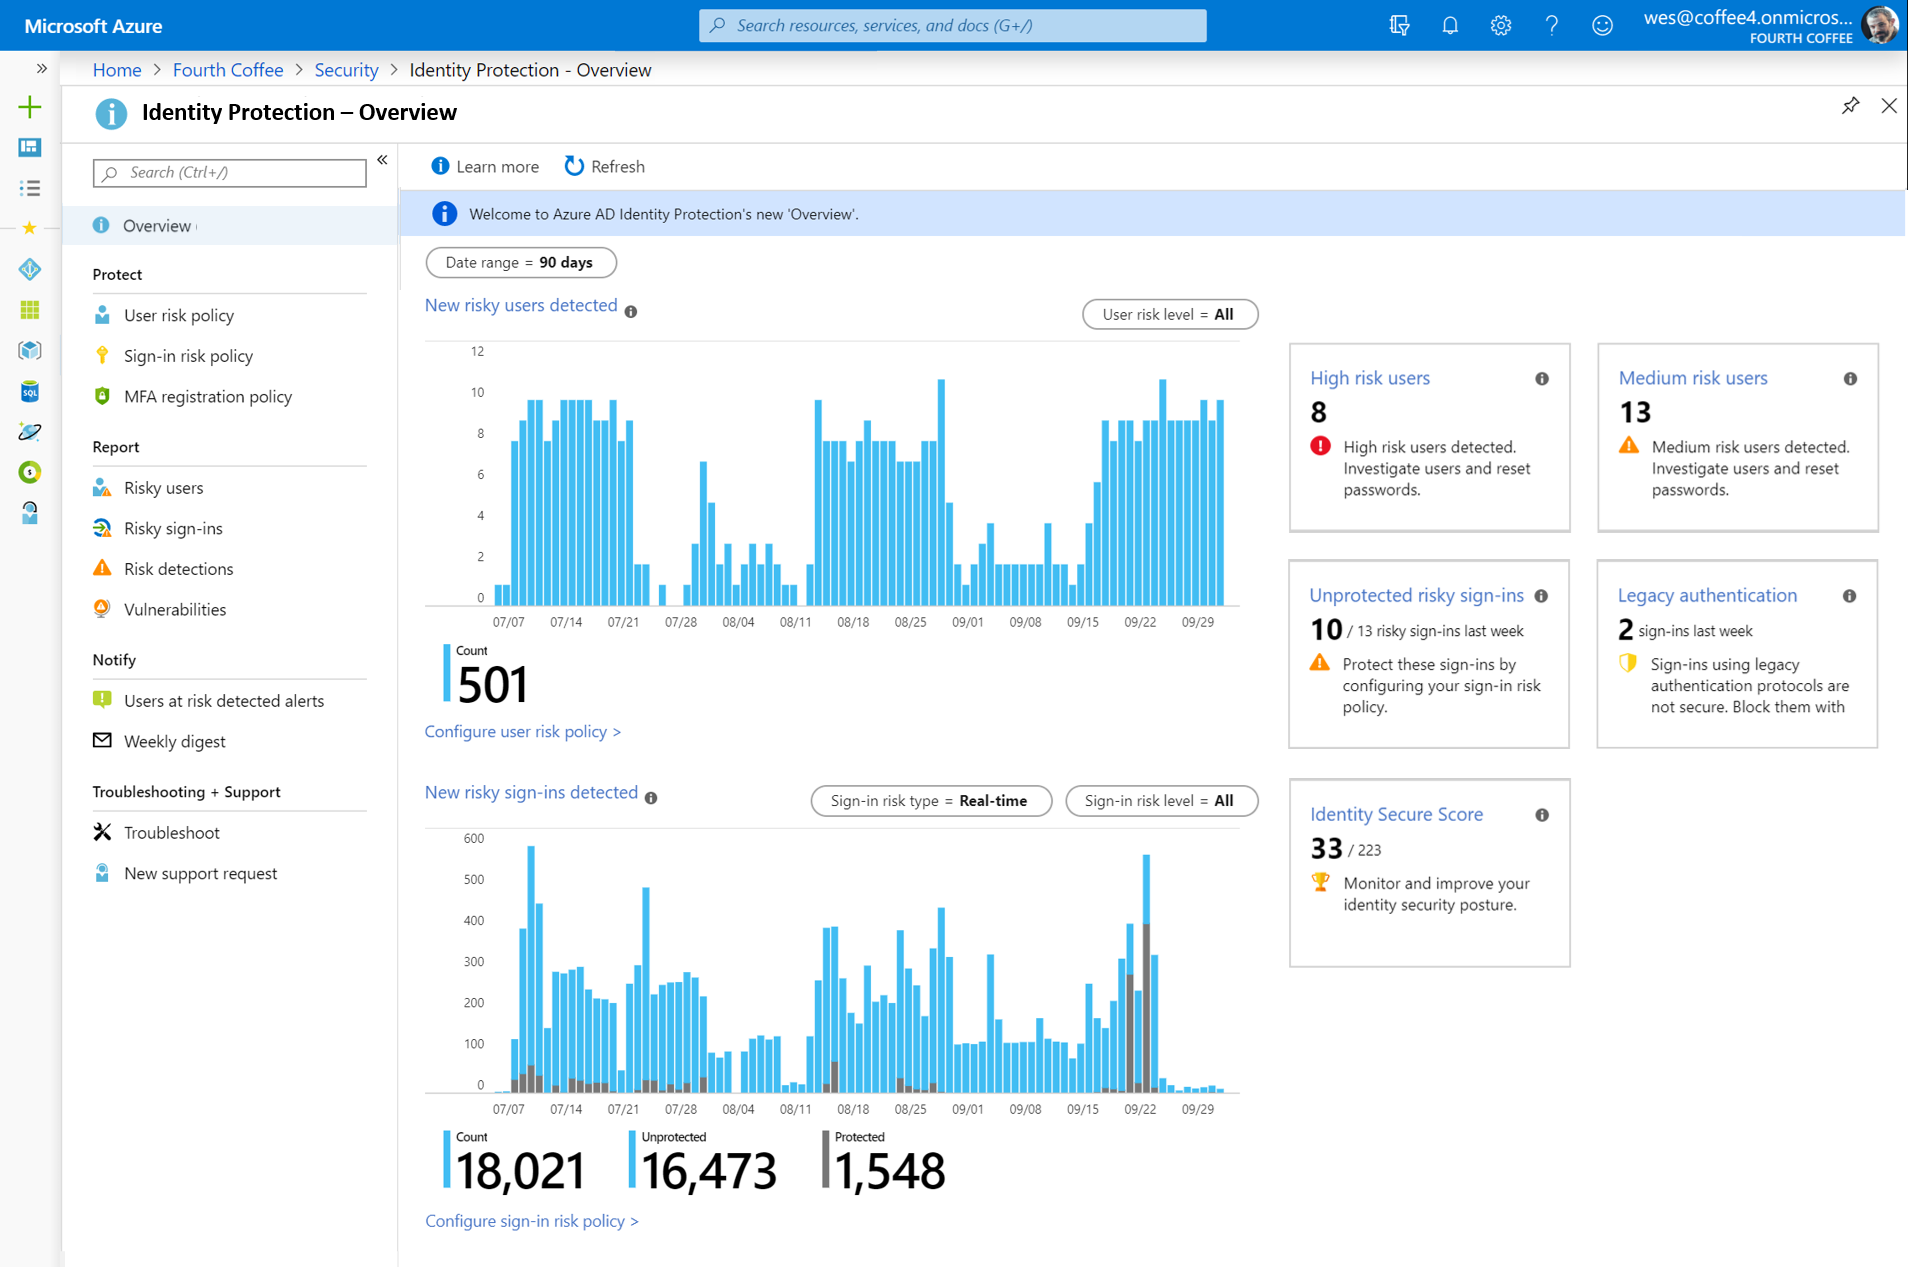 Microsoft Azure
Search resources, services, and docs (G+/)
wes@coffee4.onmicros...
FOURTH COFFEE
Home > Fourth Coffee > Security > Identity Protection - Overview
Identity Protection – Overview
Search (Ctrl+/)
Overview
Protect
User risk policy
Sign-in risk policy
MFA registration policy
Report
Risky users
Risky sign-ins
Risk detections
Vulnerabilities
Notify
Users at risk detected alerts
Weekly digest
Troubleshooting + Support
Troubleshoot
New support request
Learn more
Refresh
Welcome to Azure AD Identity Protection's new 'Overview'.
Date range = 90 days
New risky users detected
User risk level = All
12
10
8
6
4
2
0
07/07 07/14 07/21 07/28 08/04 08/11 08/18 08/25 09/01 09/08 09/15 09/22 09/29
Count
501
Configure user risk policy >
New risky sign-ins detected
Sign-in risk type = Real-time
Sign-in risk level = All
600
500
400
300
200
100
0
07/07 07/14 07/21 07/28 08/04 08/11 08/18 08/25 09/01 09/08 09/15 09/22 09/29
Count
18,021
Unprotected
16,473
Protected
1,548
Configure sign-in risk policy >
High risk users
8
High risk users detected.
Investigate users and reset
passwords.
Medium risk users
13
Medium risk users detected.
Investigate users and reset
passwords.
Unprotected risky sign-ins
10 / 13 risky sign-ins last week
Protect these sign-ins by
configuring your sign-in risk
policy.
Legacy authentication
2 sign-ins last week
Sign-ins using legacy
authentication protocols are
not secure. Block them with
Identity Secure Score
33 / 223
Monitor and improve your
identity security posture.